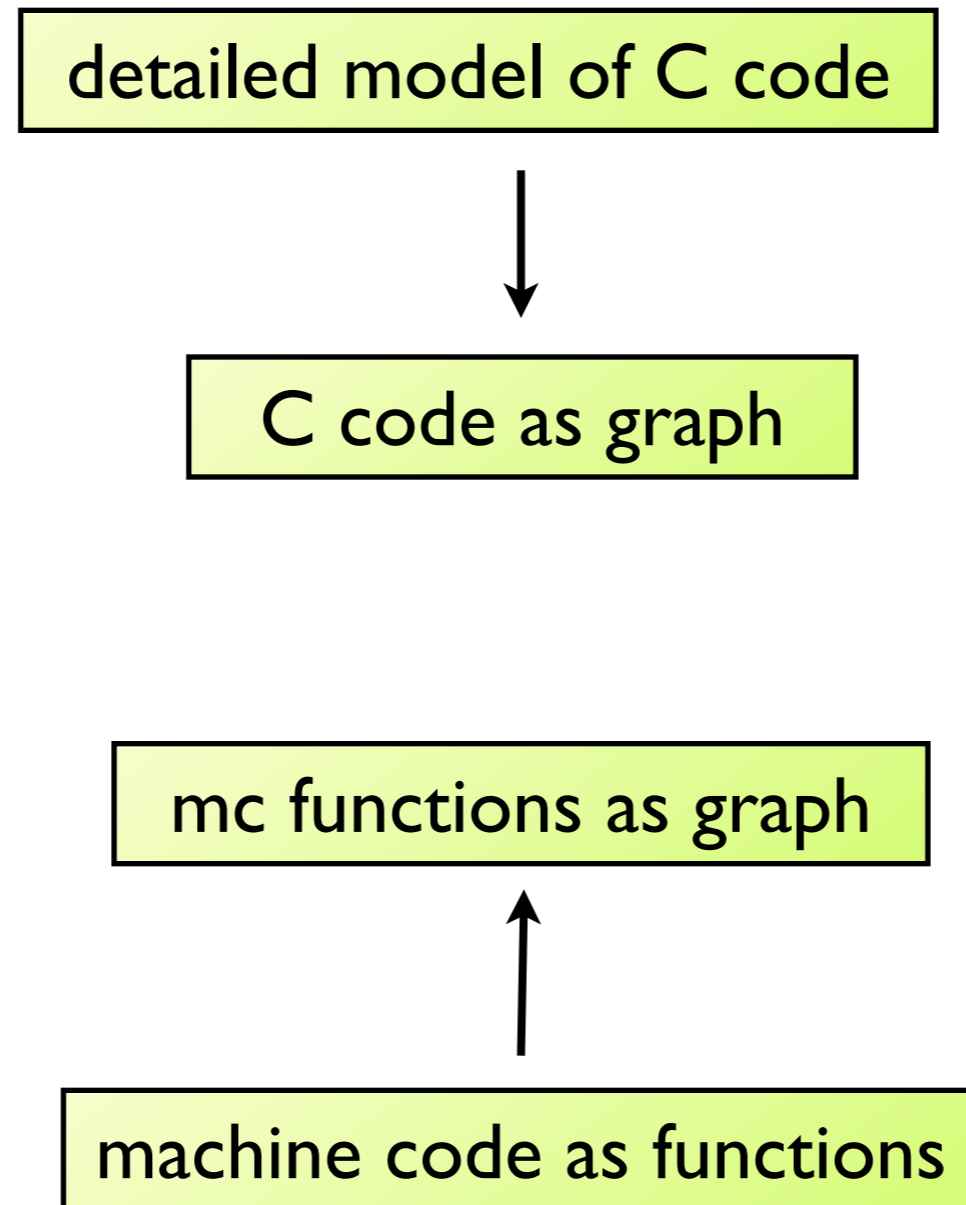 detailed model of C code
C code as graph
mc functions as graph
machine code as functions